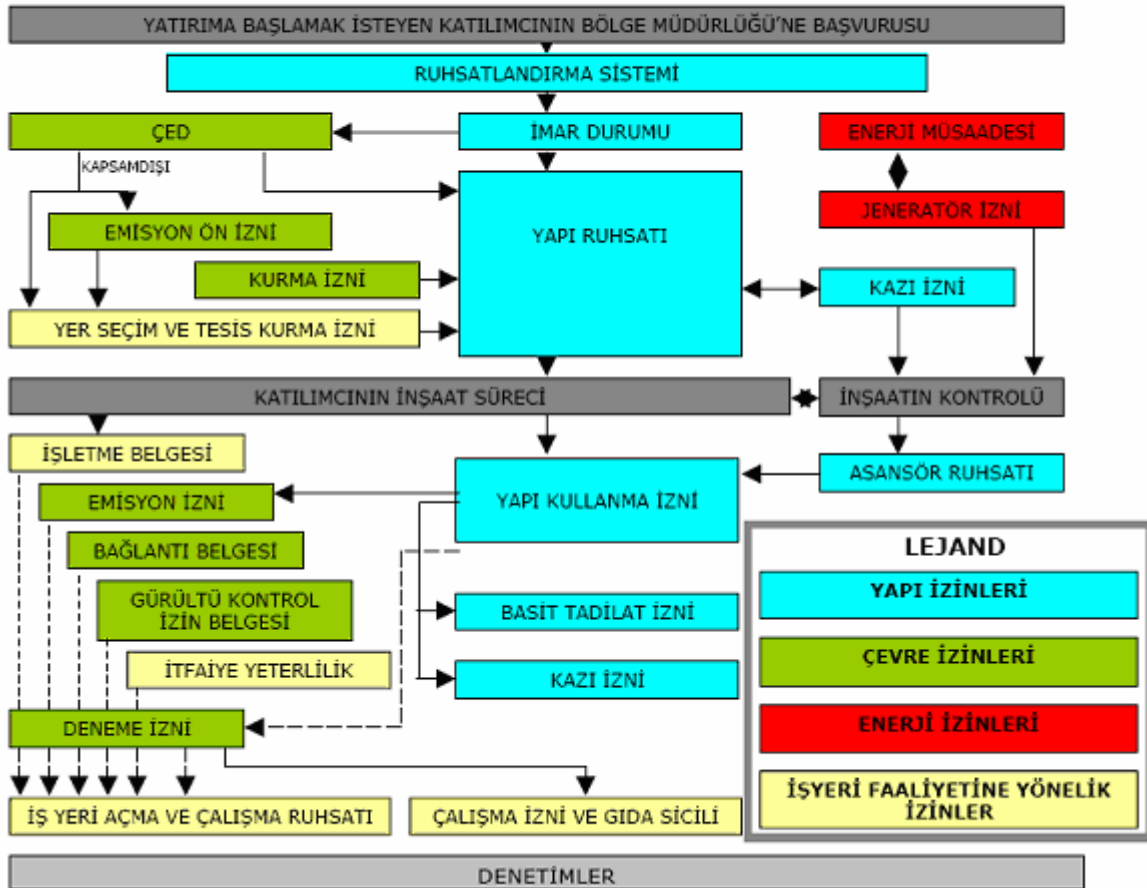 YATIRIMA BAŞLAMAK İSTEYEN KATILIMCININ BÖLGE MÜDÜRLÜĞÜ'NE BAŞVURUSU
RUHSATLANDIRMA SİSTEMİ
ÇED
İMAR DURUMU
ENERJİ MÜSAADESİ
KAPSAMDIŞI
EMİSYON ÖN İZNİ
YAPI RUHSATI
JENERATÖR İZNİ
KURMA İZNİ
KAZI İZNİ
YER SEÇİM VE TESİS KURMA İZNİ
KATILIMCININ İNŞAAT SÜRECİ
İNŞAATIN KONTROLÜ
İŞLETME BELGESİ
ASANSÖR RUHSATI
EMİSYON İZNİ
YAPI KULLANMA İZNİ
BAĞLANTI BELGESİ
GÜRÜLTÜ KONTROL
İZİN BELGESİ
BASİT TADİLAT İZNİ
İTFAİYE YETERLİLİK
KAZI İZNİ
DENEME İZNİ
İŞ YERİ AÇMA VE ÇALIŞMA RUHSATI
ÇALIŞMA İZNİ VE GIDA SİCİLİ
LEJAND
YAPI İZİNLERİ
ÇEVRE İZİNLERİ
ENERJİ İZİNLERİ
İŞYERİ FAALİYETİNE YÖNELİK
İZİNLER
DENETİMLER